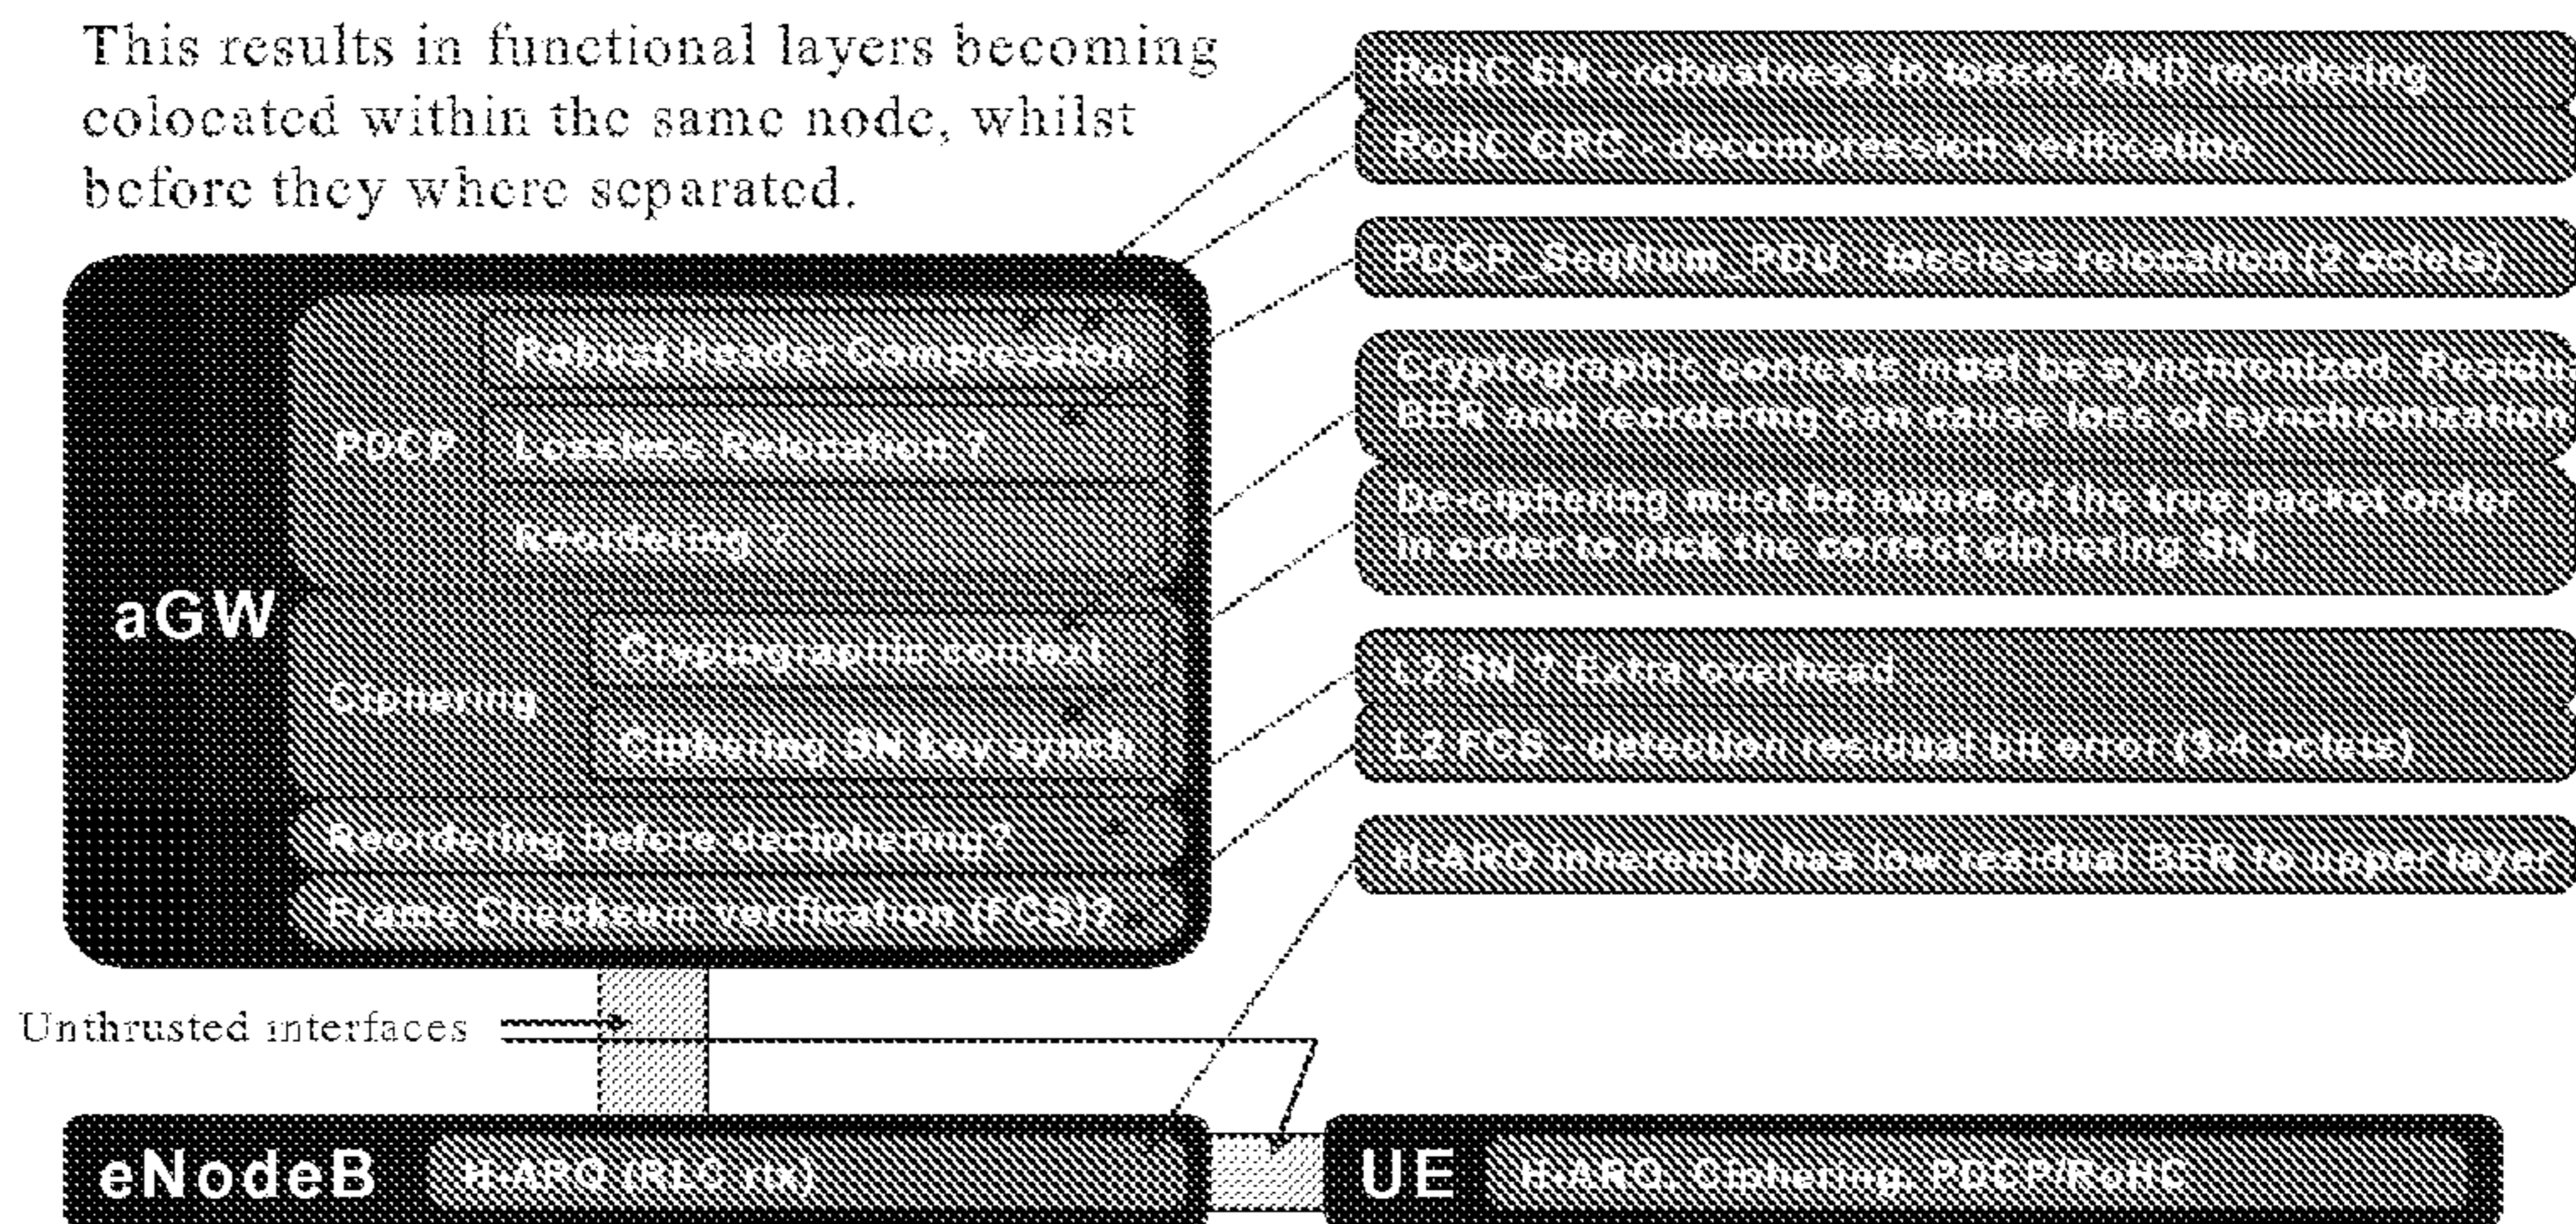 This results in functional layers becoming
colocated within the same node, whilst
before they where separated.
RoHC SN - robustness to losses AND reordering
RoHC CRC - decompression verification
PDCP_SeqNum_PDU - lossless relocation (2 octets)
Cryptographic contexts must be synchronized. Residu
BER and reordering can cause loss of synchronization
De-ciphering must be aware of the true packet order
in order to pick the correct ciphering SN.
L2 SN ? Extra overhead ...
L2 FCS - detection residual bit error (3-4 octets)
H-ARQ inherently has low residual BER to upper layer
aGW
PDCP
Robust Header Compression
Lossless Relocation ?
Reordering ?
Ciphering
Cryptographic context
Ciphering SN key synch
Reordering before deciphering?
Frame Checksum verification (FCS)?
Unthrusted interfaces
eNodeB
H-ARQ (RLC rtx)
UE
H-ARQ, Ciphering, PDCP/RoHC